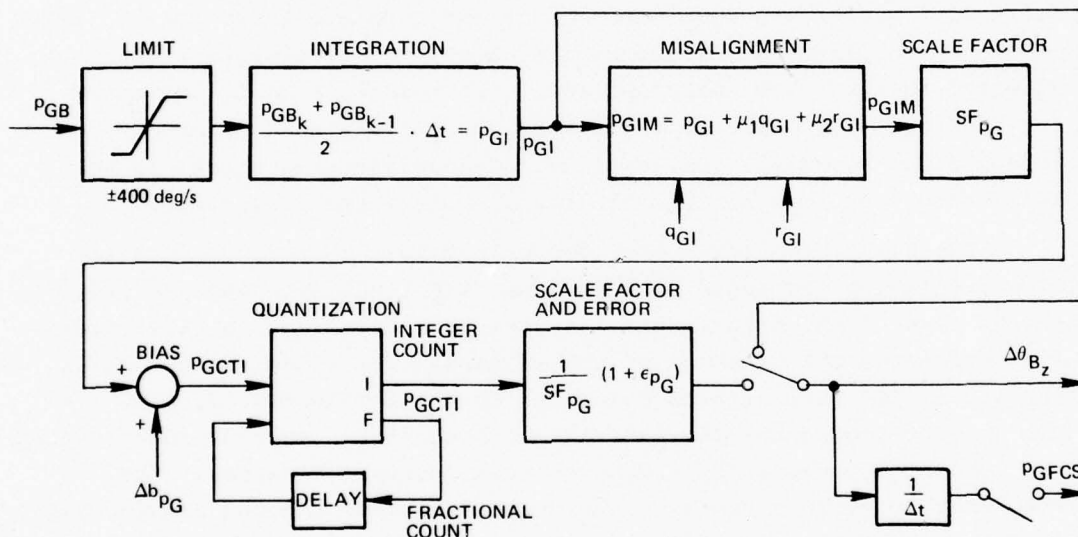 LIMIT
INTEGRATION
MISALIGNMENT
SCALE FACTOR
p_GB
p_GB_k + p_GB_k-1
2
· Δt = p_GI
p_GI
p_GIM = p_GI + μ₁q_GI + μ₂r_GI
p_GIM
SF_p_G
±400 deg/s
q_GI
r_GI
BIAS
QUANTIZATION
INTEGER
COUNT
SCALE FACTOR
AND ERROR
+
+
p_GCTI
I
F
p_GCTI
1
SF_p_G
(1 + ε_p_G)
Δθ_B_z
Δb_p_G
DELAY
FRACTIONAL
COUNT
1
Δt
p_GFCS